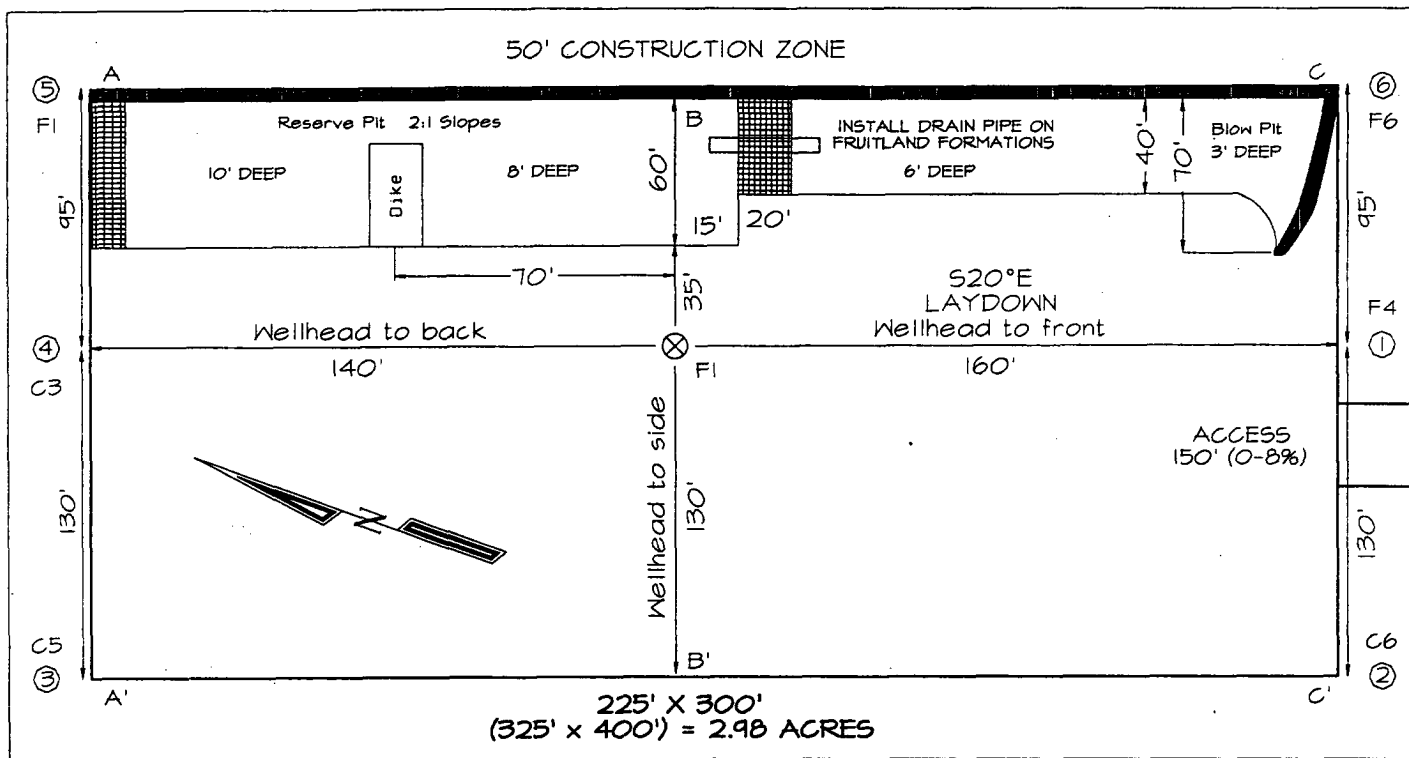 50' CONSTRUCTION ZONE
A
C
5
6
F1
F6
Reserve Pit 2:1 Slopes
B
INSTALL DRAIN PIPE ON
FRUITLAND FORMATIONS
Blow Pit
3' DEEP
10' DEEP
Dike
8' DEEP
60'
6' DEEP
40'
70'
95'
95'
15'
20'
70'
35'
S20°E
LAYDOWN
Wellhead to front
F4
Wellhead to back
4
1
140'
F1
160'
C3
Wellhead to side
ACCESS
150' (0-8%)
130'
N
130'
130'
C5
C6
3
B'
2
A'
C'
225' X 300'
(325' x 400') = 2.98 ACRES